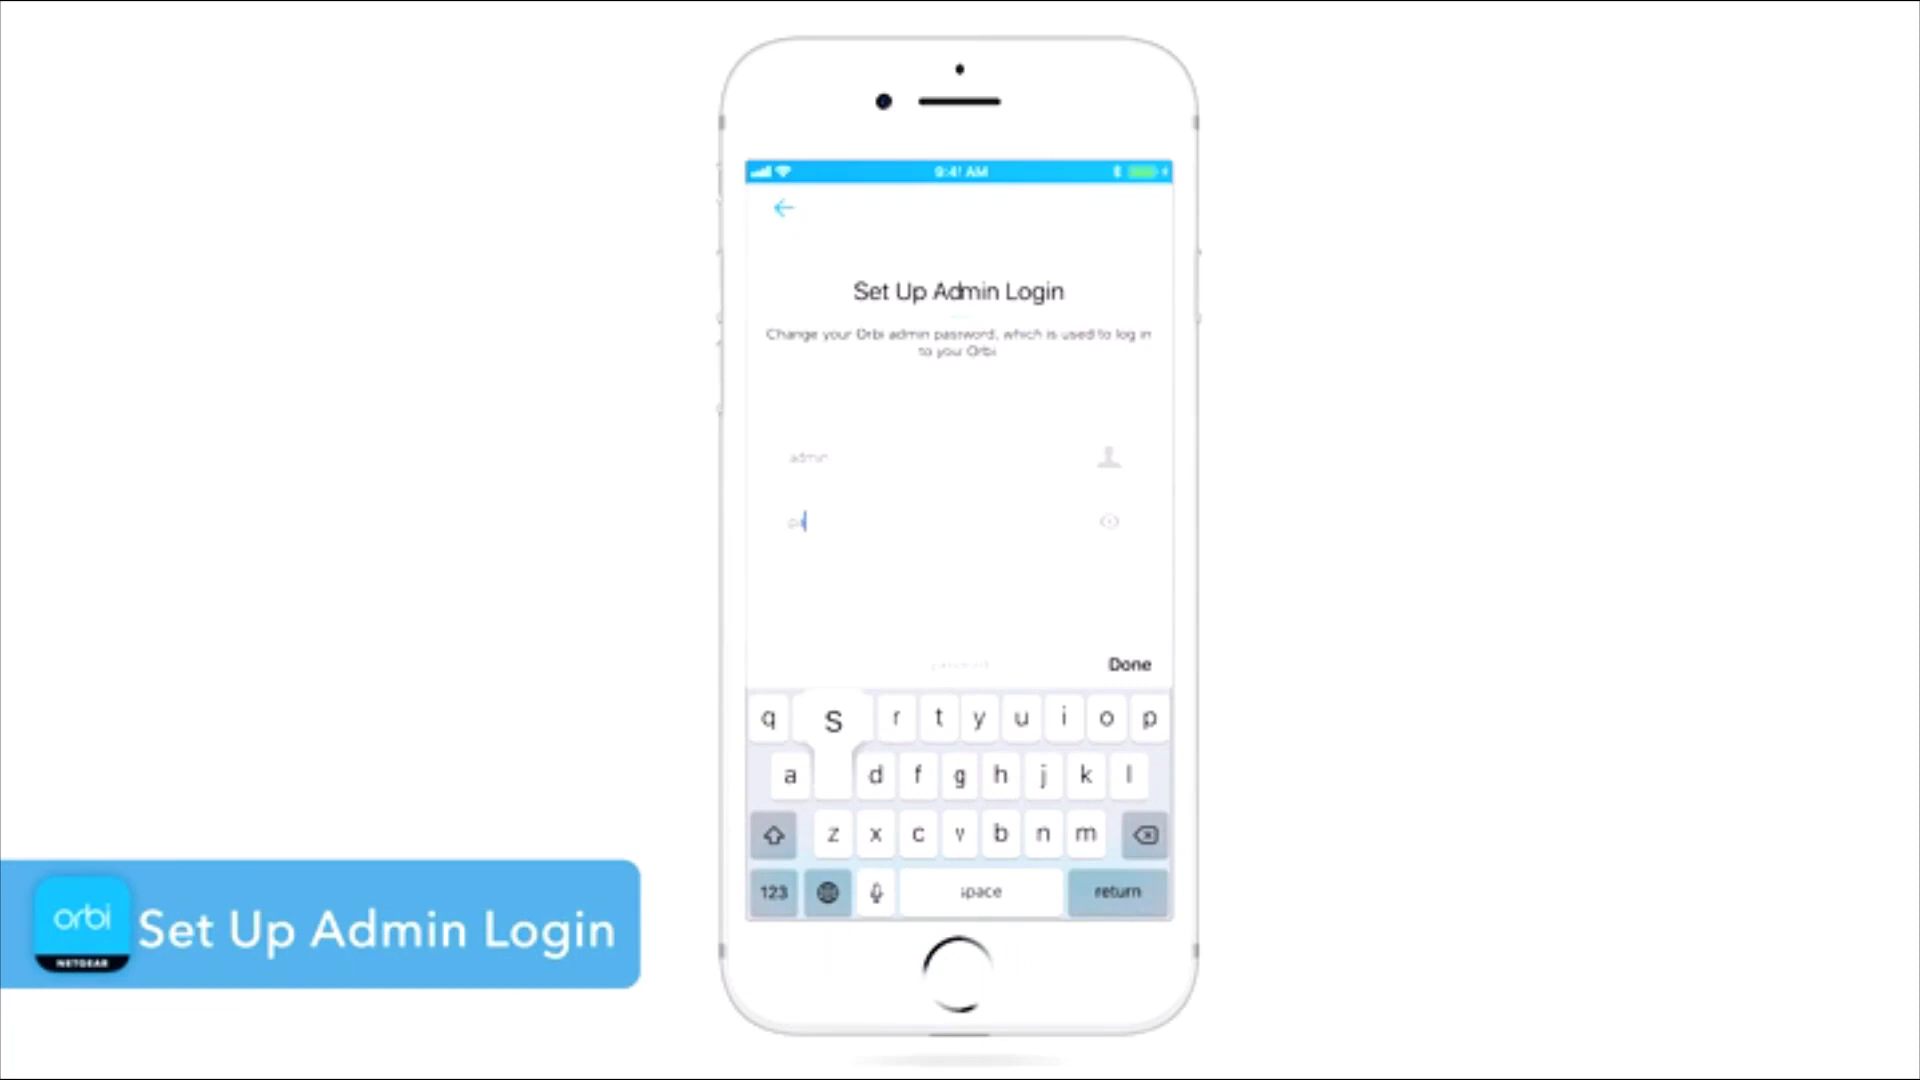 9:41 AM
Set Up Admin Login
Change your Orbi admin password, which is used to log in
to your Orbi
admin
Done
q S r t y u i o p
a d f g h j k l
z x c v b n m
123 space return
orbi
NETGEAR
Set Up Admin Login